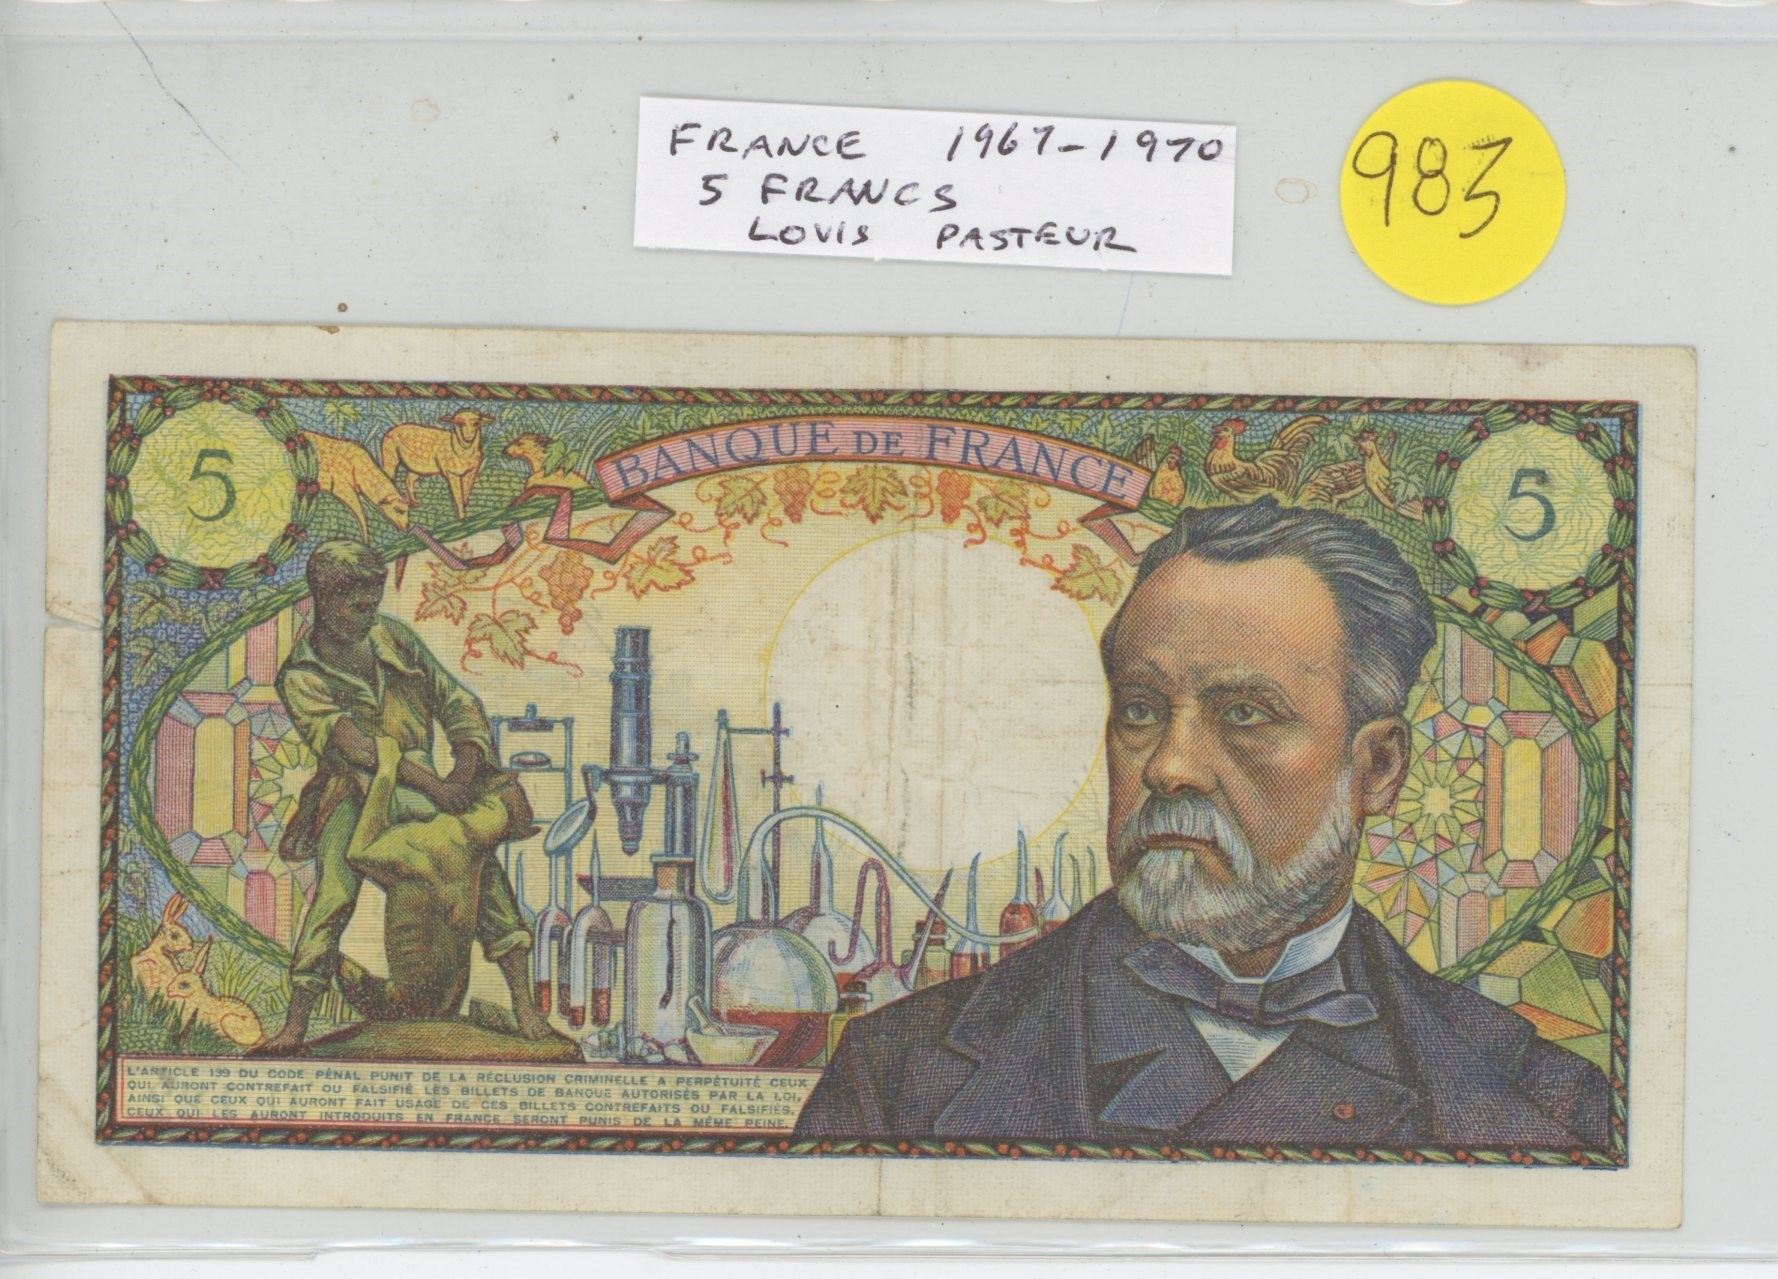 FRANCE 1967-1970
5 FRANCS
LOUIS PASTEUR
983
BANQUE DE FRANCE
5
5
L'ARTICLE 139 DU CODE PÉNAL PUNIT DE LA RÉCLUSION CRIMINELLE A PERPÉTUITÉ CEUX
QUI AURONT CONTREFAIT OU FALSIFIÉ LES BILLETS DE BANQUE AUTORISÉS PAR LA LOI,
AINSI QUE CEUX QUI AURONT FAIT USAGE DE CES BILLETS CONTREFAITS OU FALSIFIÉS.
CEUX QUI LES AURONT INTRODUITS EN FRANCE SERONT PUNIS DE LA MÊME PEINE.